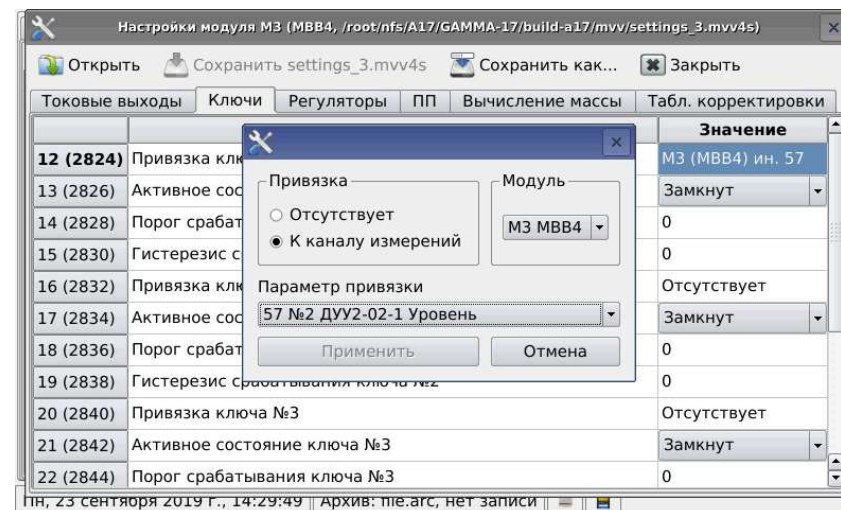 Настройки модуля М3 (МВВ4, /root/nfs/A17/GAMMA-17/build-a17/mvv/settings_3.mvv4s)
Открыть Сохранить settings_3.mvv4s Сохранить как... Закрыть
Токовые выходы Ключи Регуляторы ПП Вычисление массы Табл. корректировки
Значение
12 (2824) Привязка клю М3 (МВВ4) ин. 57
13 (2826) Активное сос Замкнут
14 (2828) Порог срабат 0
15 (2830) Гистерезис с 0
16 (2832) Привязка клю Отсутствует
17 (2834) Активное сос Замкнут
18 (2836) Порог срабат 0
19 (2838) Гистерезис срабатывания ключа №2 0
20 (2840) Привязка ключа №3 Отсутствует
21 (2842) Активное состояние ключа №3 Замкнут
22 (2844) Порог срабатывания ключа №3 0
Привязка
Отсутствует
К каналу измерений
Модуль
М3 МВВ4
Параметр привязки
57 №2 ДУУ2-02-1 Уровень
Применить Отмена
Пн, 23 сентября 2019 г., 14:29:49 Архив: file.arc, нет записи